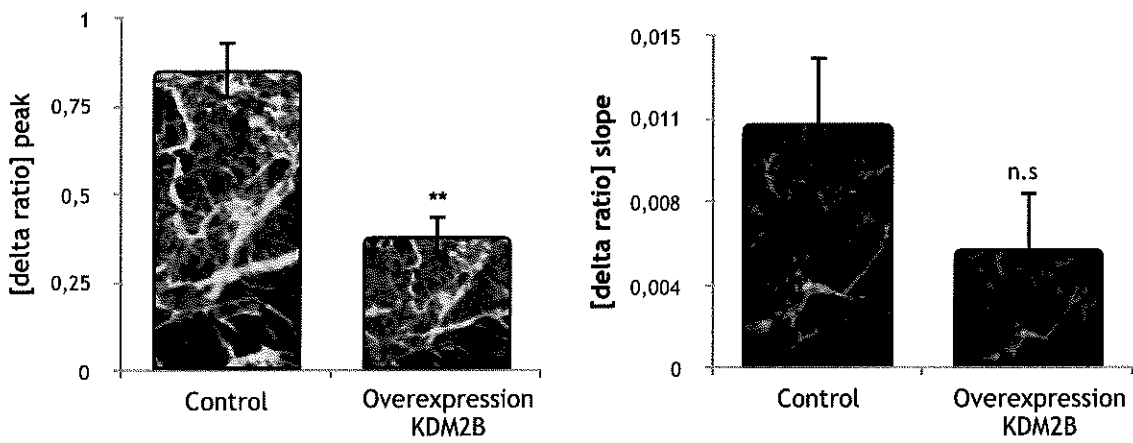 1
0,75
0,5
0,25
0
[delta ratio] peak
**
Control
Overexpression
KDM2B
0,015
0,011
0,008
0,004
0
[delta ratio] slope
n.s
Control
Overexpression
KDM2B